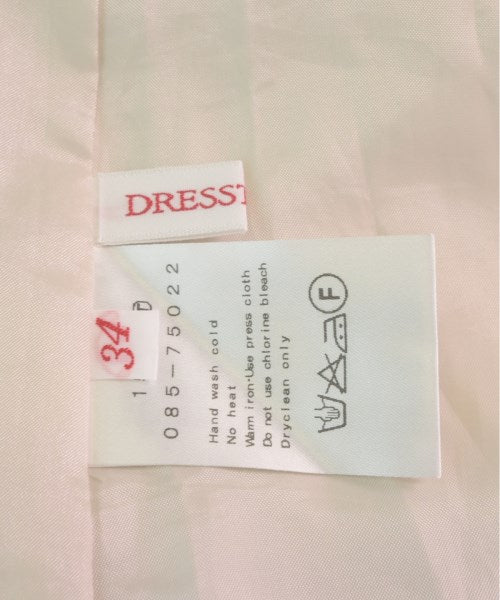 DRESST
34
085-75022
Hand wash cold
No heat
Warm iron·Use press cloth
Do not use chlorine bleach
Dryclean only
F